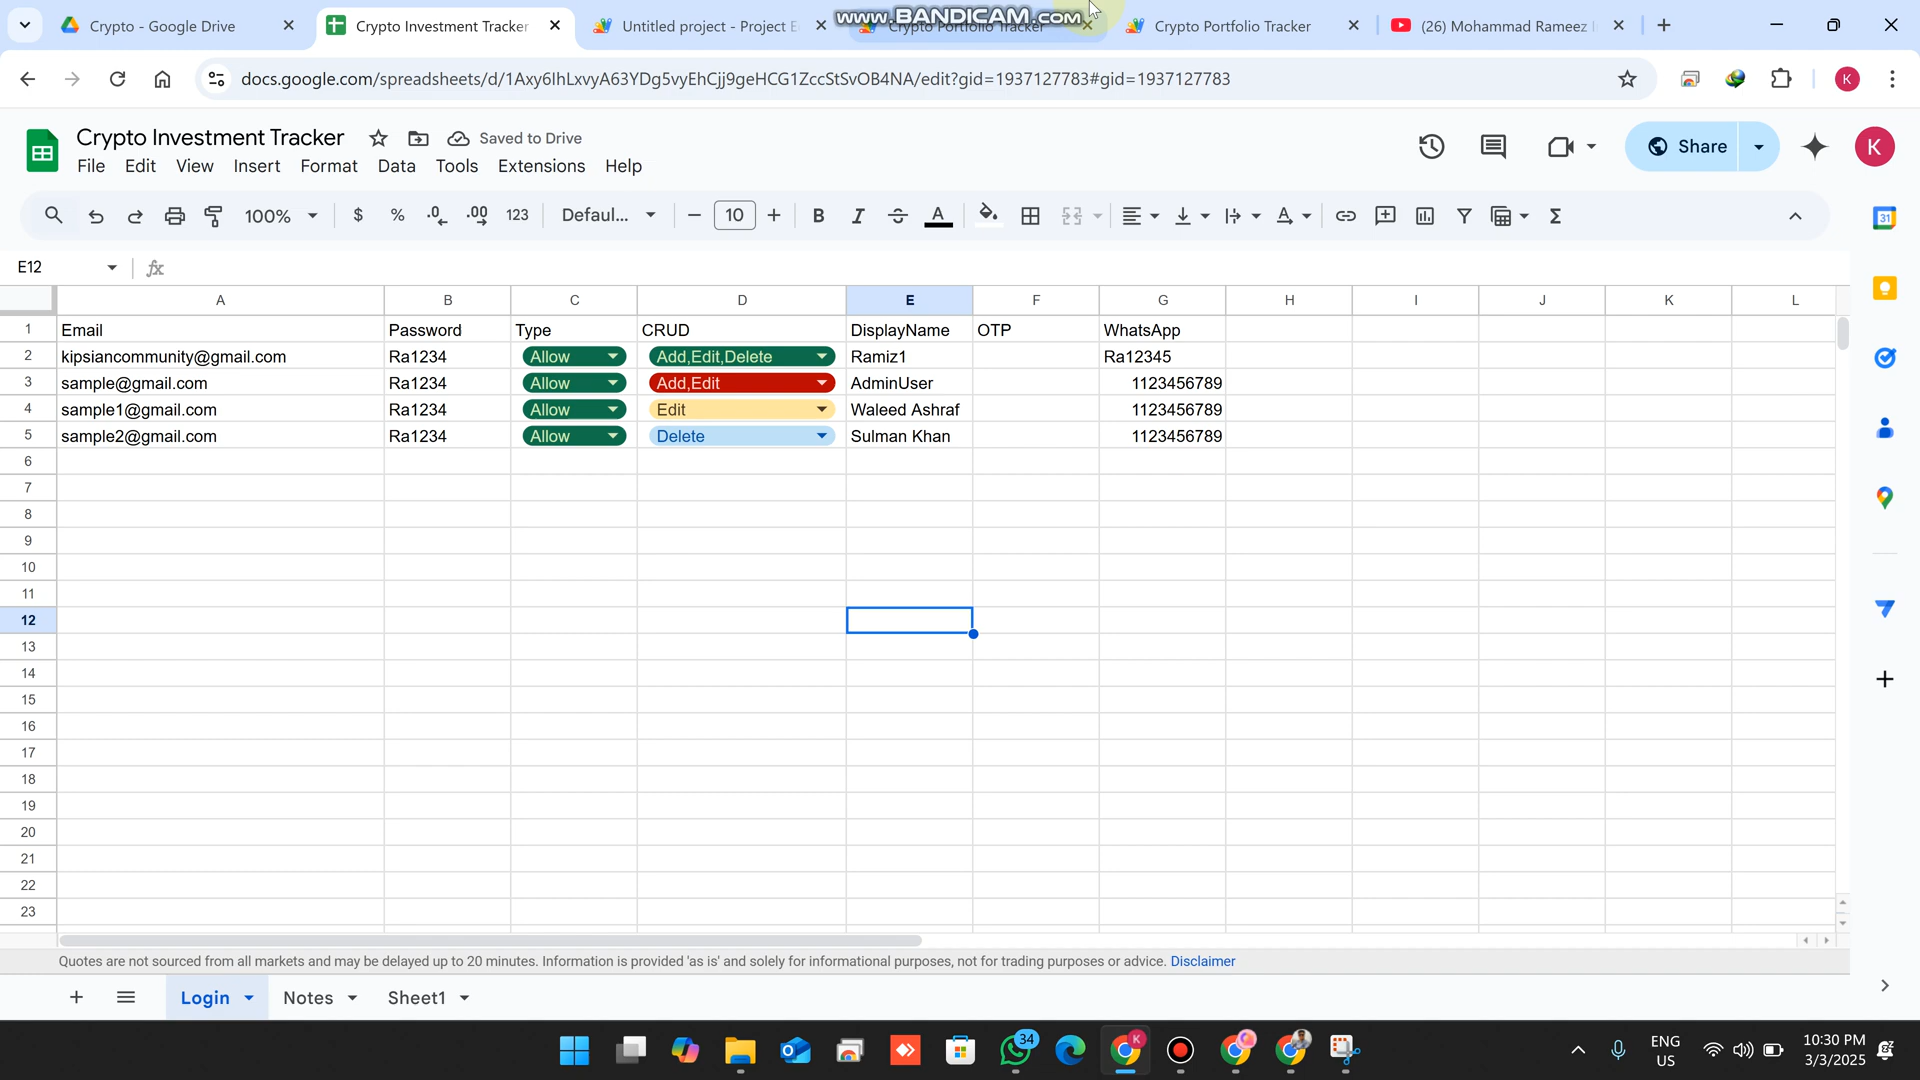 Crypto - Google Drive
Crypto Investment Tracker
Untitled project - Project E
www.BANDICAM.com
Crypto Portfolio Tracker
Crypto Portfolio Tracker
(26) Mohammad Rameez I
docs.google.com/spreadsheets/d/1Axy6IhLxvyA63YDg5vyEhCjj9geHCG1ZccStSvOB4NA/edit?gid=1937127783#gid=1937127783
K
Crypto Investment Tracker
Saved to Drive
Share
K
File Edit View Insert Format Data Tools Extensions Help
100% $ % .0 .00 123 Defaul... 10 B I S A
31
E12 fx
A B C D E F G H I J K L
1 Email Password Type CRUD DisplayName OTP WhatsApp
2 kipsiancommunity@gmail.com Ra1234 Allow Add,Edit,Delete Ramiz1 Ra12345
3 sample@gmail.com Ra1234 Allow Add,Edit AdminUser 1123456789
4 sample1@gmail.com Ra1234 Allow Edit Waleed Ashraf 1123456789
5 sample2@gmail.com Ra1234 Allow Delete Sulman Khan 1123456789
6
7
8
9
10
11
12
13
14
15
16
17
18
19
20
21
22
23
Quotes are not sourced from all markets and may be delayed up to 20 minutes. Information is provided 'as is' and solely for informational purposes, not for trading purposes or advice. Disclaimer
Login Notes Sheet1
34
K
ENG
US
10:30 PM
3/3/2025